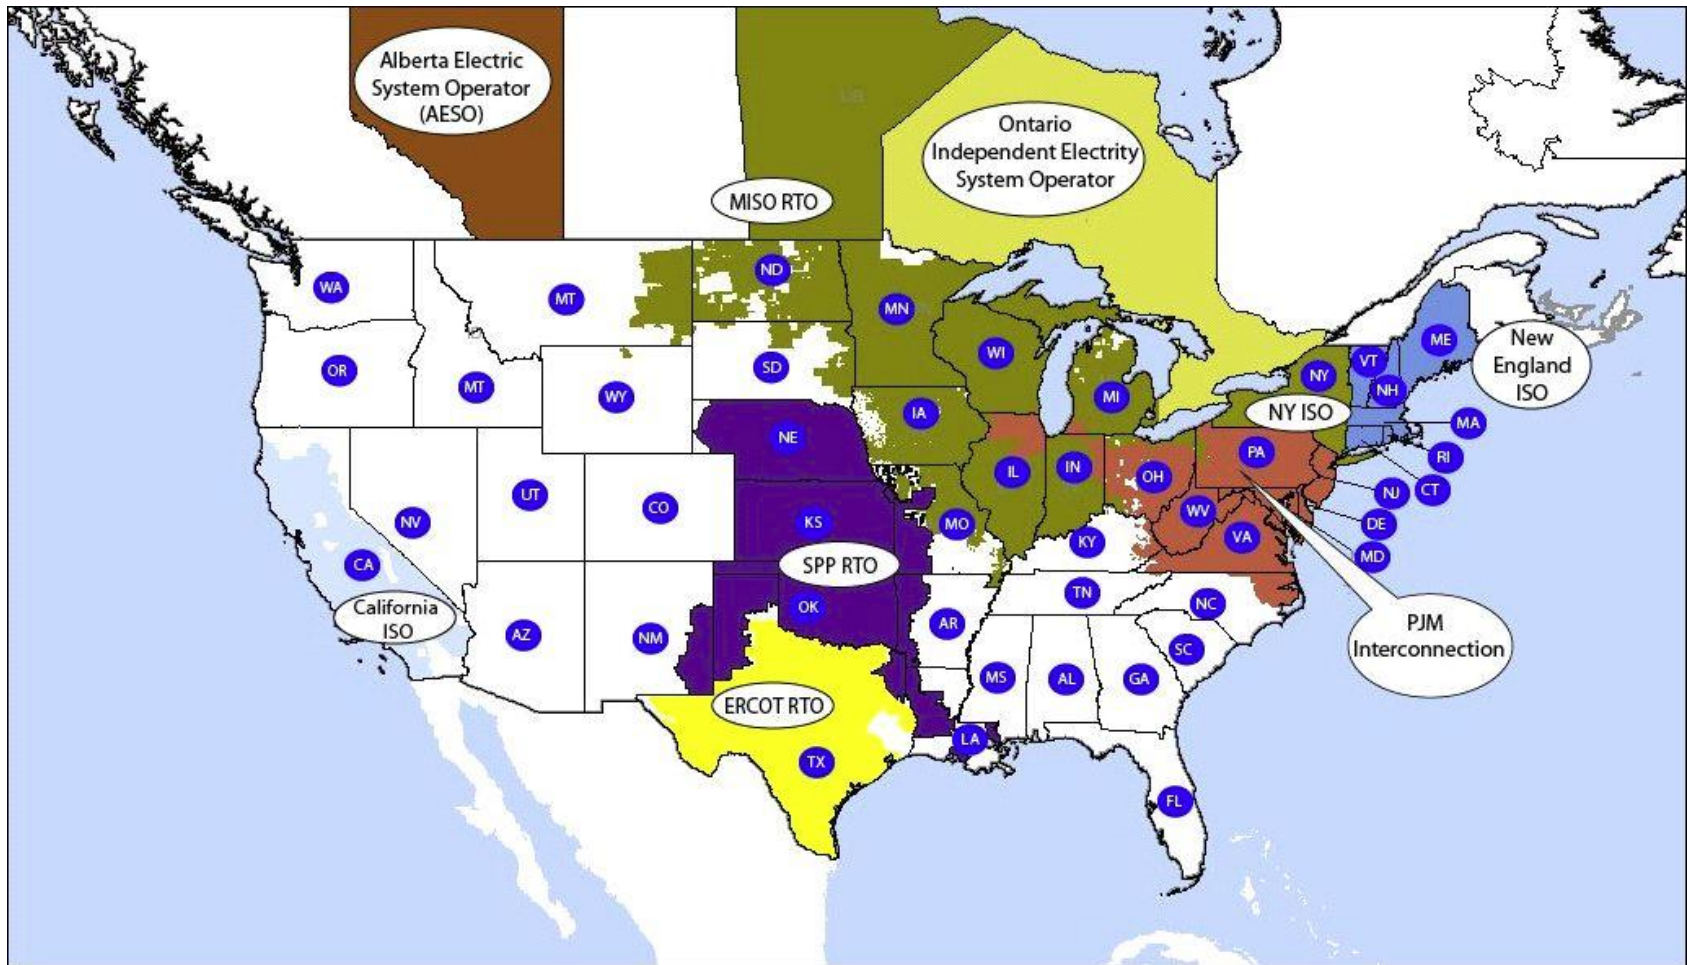 Alberta Electric
System Operator
(AESO)
Ontario
Independent Electrity
System Operator
MISO RTO
ND
WA
MT
MN
ME
New
England
ISO
WI
VT
OR
SD
NY
MT
NH
WY
MI
IA
NY ISO
MA
NE
PA
RI
IL
IN
OH
UT
CT
NJ
CO
WV
NV
KS
MO
DE
VA
KY
MD
CA
SPP RTO
TN
California
ISO
OK
NC
AR
AZ
NM
PJM
Interconnection
SC
MS
AL
GA
ERCOT RTO
LA
TX
FL